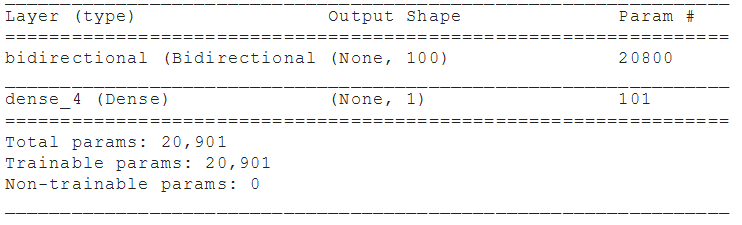 _________________________________________________________________
Layer (type)                 Output Shape              Param #
=================================================================
bidirectional (Bidirectional (None, 100)               20800
_________________________________________________________________
dense_4 (Dense)              (None, 1)                 101
=================================================================
Total params: 20,901
Trainable params: 20,901
Non-trainable params: 0
_________________________________________________________________